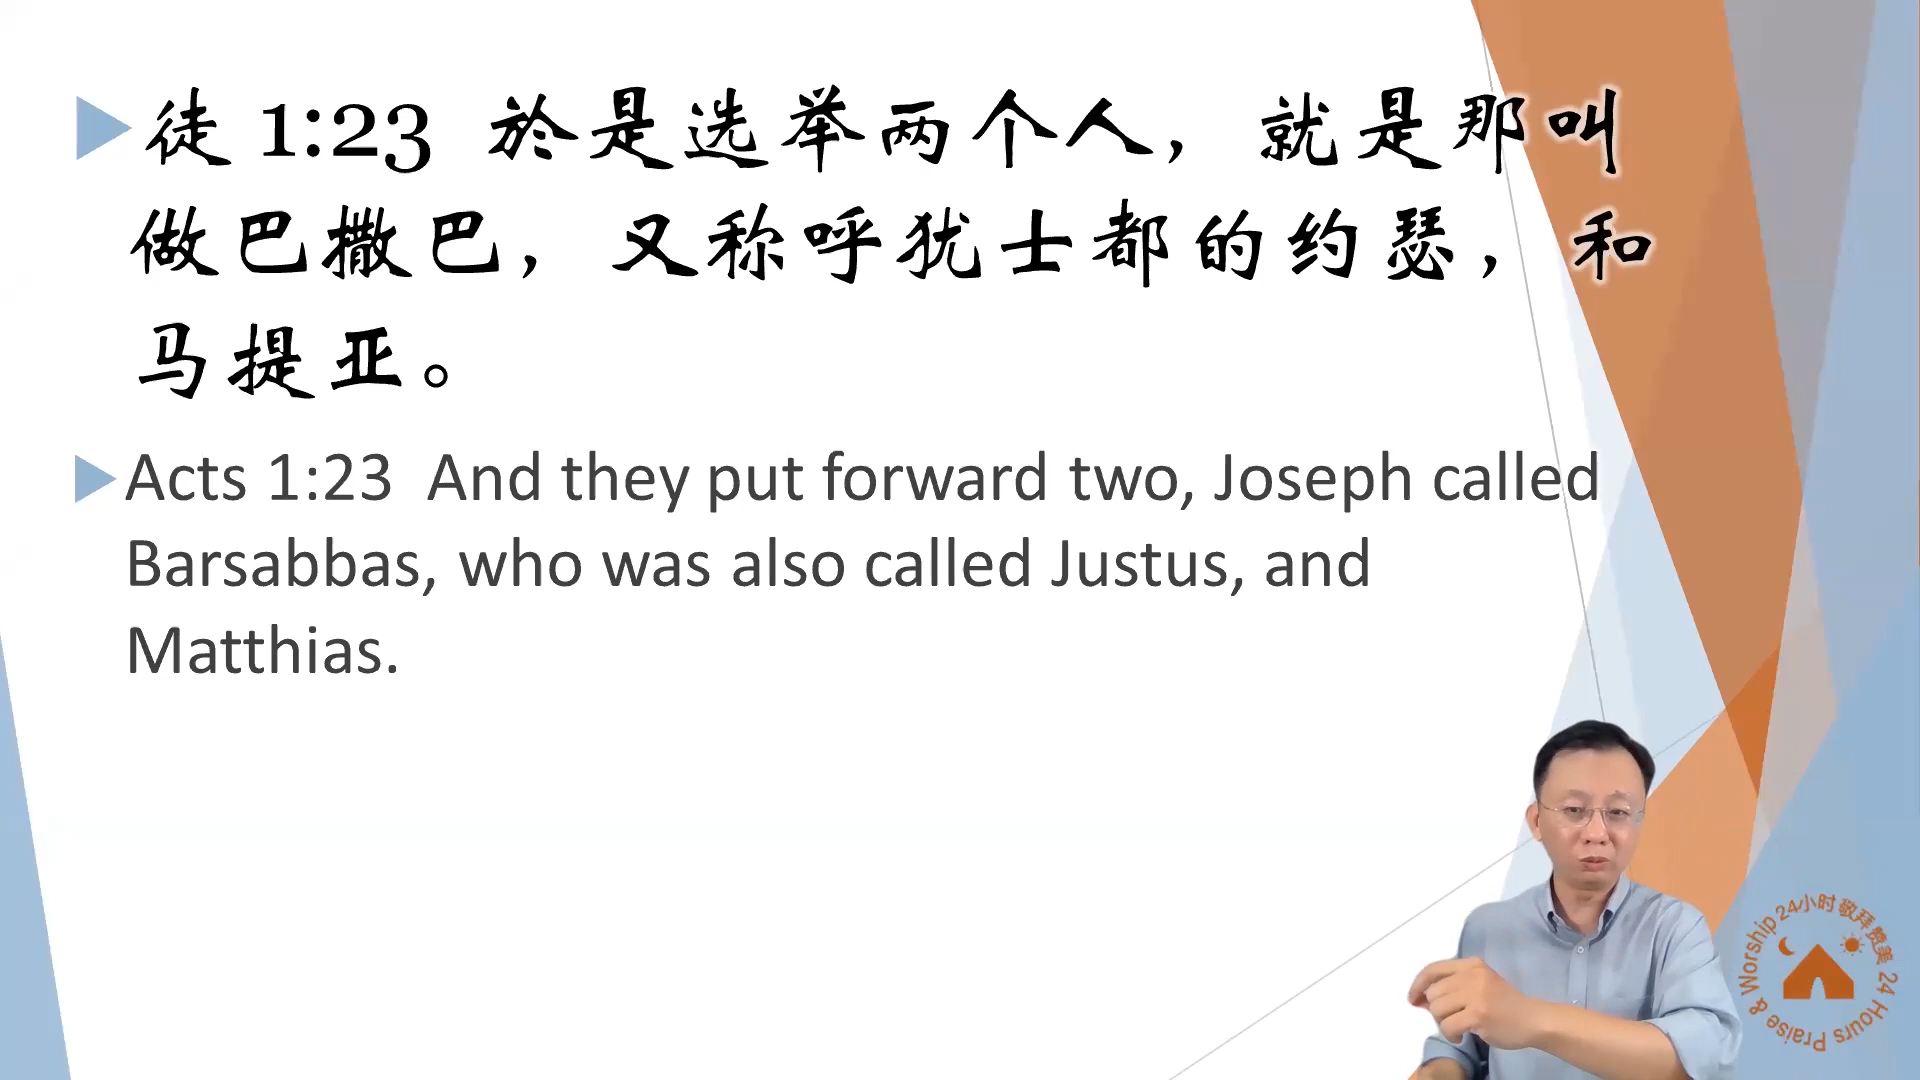 徒 1:23 於是选举两个人，就是那叫
做巴撒巴，又称呼犹士都的约瑟，和
马提亚。
Acts 1:23 And they put forward two, Joseph called
Barsabbas, who was also called Justus, and
Matthias.
24小时敬拜赞美 24 Hours Praise & Worship